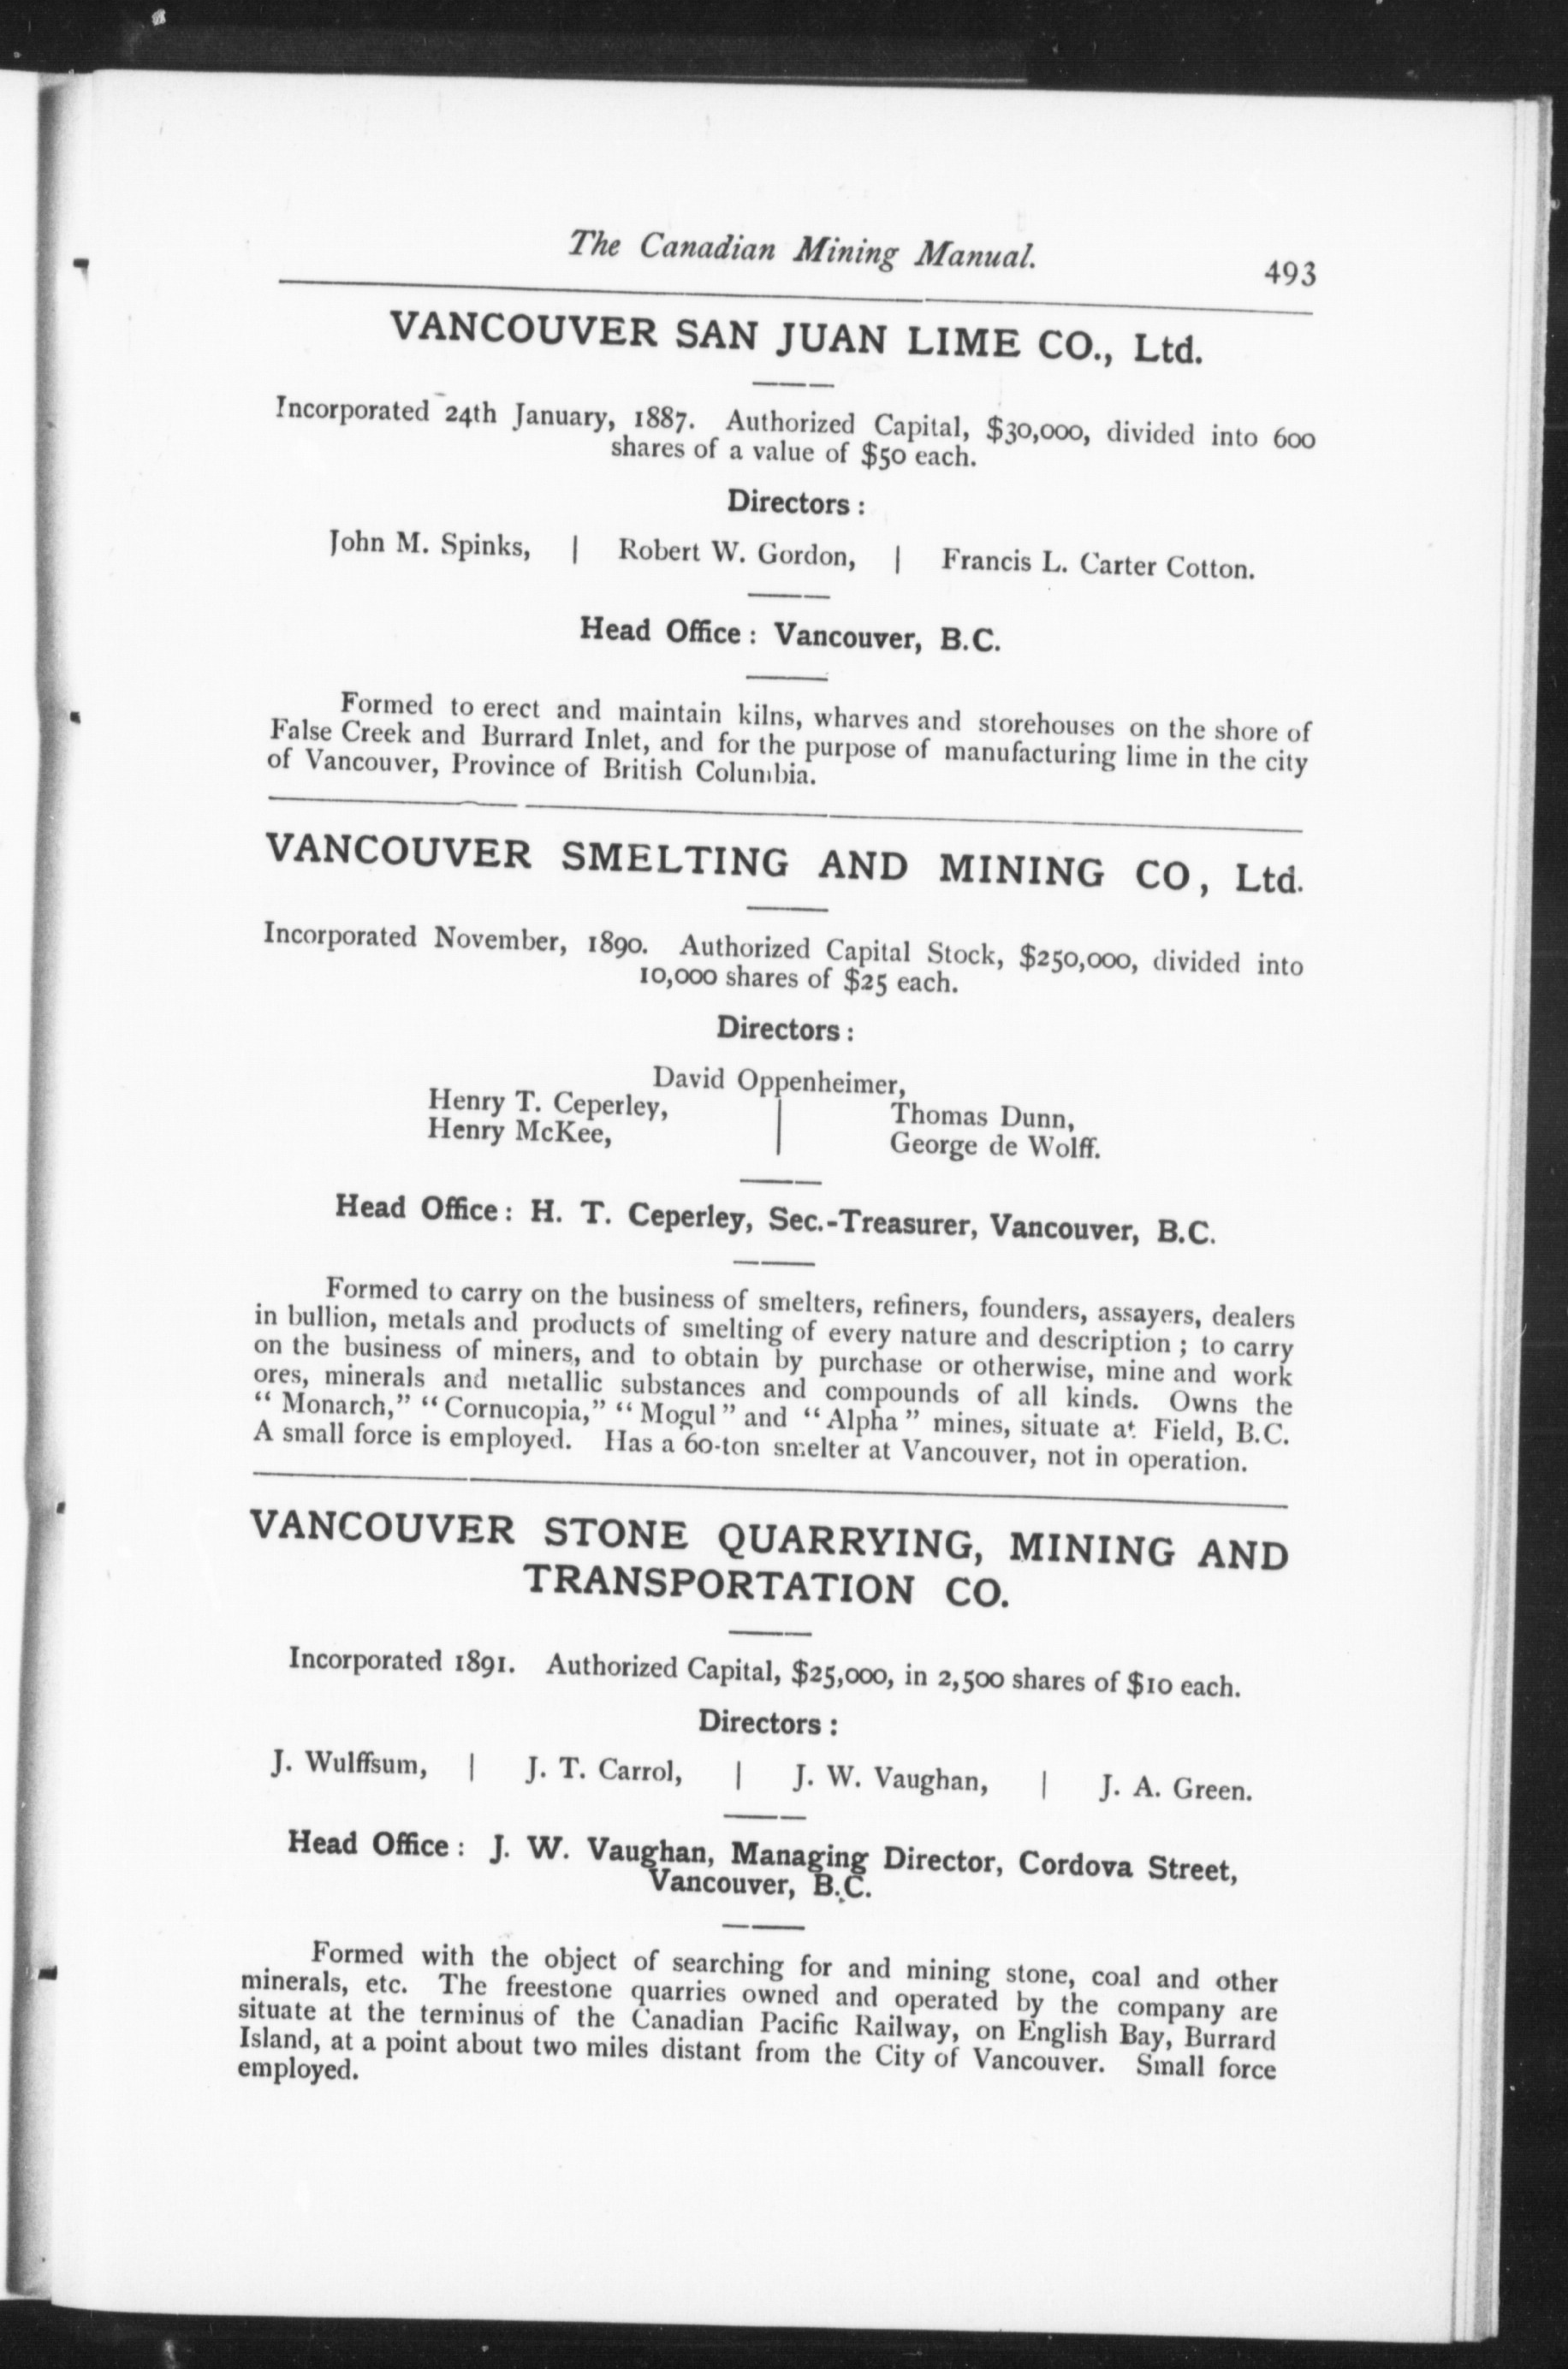 The Canadian Mining Manual.
493
VANCOUVER SAN JUAN LIME CO., Ltd.
Incorporated 24th January, 1887. Authorized Capital, $30,000, divided into 600
shares of a value of $50 each.
Directors:
John M. Spinks, | Robert W. Gordon, | Francis L. Carter Cotton.
Head Office: Vancouver, B.C.
Formed to erect and maintain kilns, wharves and storehouses on the shore of
False Creek and Burrard Inlet, and for the purpose of manufacturing lime in the city
of Vancouver, Province of British Columbia.
VANCOUVER SMELTING AND MINING CO, Ltd.
Incorporated November, 1890. Authorized Capital Stock, $250,000, divided into
10,000 shares of $25 each.
Directors:
David Oppenheimer,
Henry T. Ceperley, | Thomas Dunn,
Henry McKee, | George de Wolff.
Head Office: H. T. Ceperley, Sec.-Treasurer, Vancouver, B.C.
Formed to carry on the business of smelters, refiners, founders, assayers, dealers
in bullion, metals and products of smelting of every nature and description; to carry
on the business of miners, and to obtain by purchase or otherwise, mine and work
ores, minerals and metallic substances and compounds of all kinds. Owns the
"Monarch," "Cornucopia," "Mogul" and "Alpha" mines, situate at Field, B.C.
A small force is employed. Has a 60-ton smelter at Vancouver, not in operation.
VANCOUVER STONE QUARRYING, MINING AND
TRANSPORTATION CO.
Incorporated 1891. Authorized Capital, $25,000, in 2,500 shares of $10 each.
Directors:
J. Wulffsum, | J. T. Carrol, | J. W. Vaughan, | J. A. Green.
Head Office: J. W. Vaughan, Managing Director, Cordova Street,
Vancouver, B.C.
Formed with the object of searching for and mining stone, coal and other
minerals, etc. The freestone quarries owned and operated by the company are
situate at the terminus of the Canadian Pacific Railway, on English Bay, Burrard
Island, at a point about two miles distant from the City of Vancouver. Small force
employed.